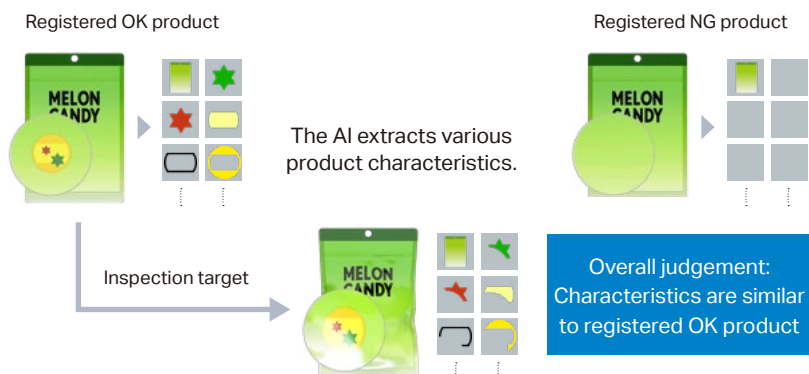 Registered OK product
Registered NG product
MELON
CANDY
MELON
CANDY
The AI extracts various
product characteristics.
Inspection target
MELON
CANDY
Overall judgement:
Characteristics are similar
to registered OK product